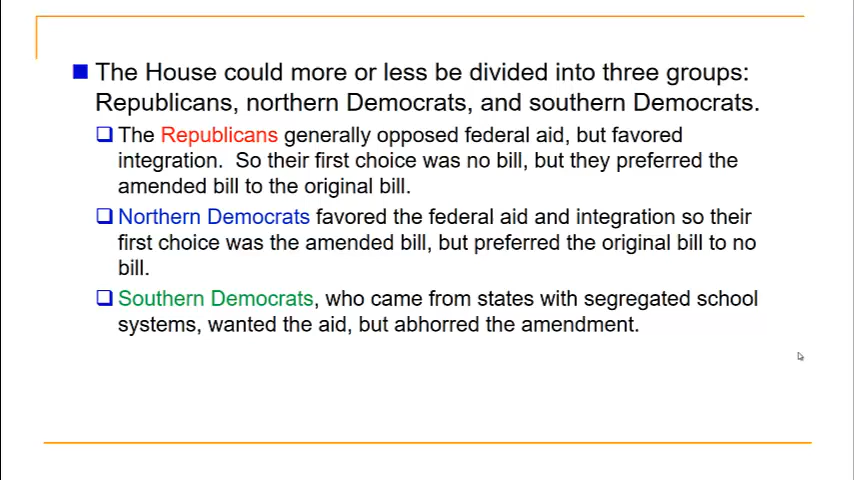 The House could more or less be divided into three groups:
Republicans, northern Democrats, and southern Democrats.
The Republicans generally opposed federal aid, but favored
integration.  So their first choice was no bill, but they preferred the
amended bill to the original bill.
Northern Democrats favored the federal aid and integration so their
first choice was the amended bill, but preferred the original bill to no
bill.
Southern Democrats, who came from states with segregated school
systems, wanted the aid, but abhorred the amendment.